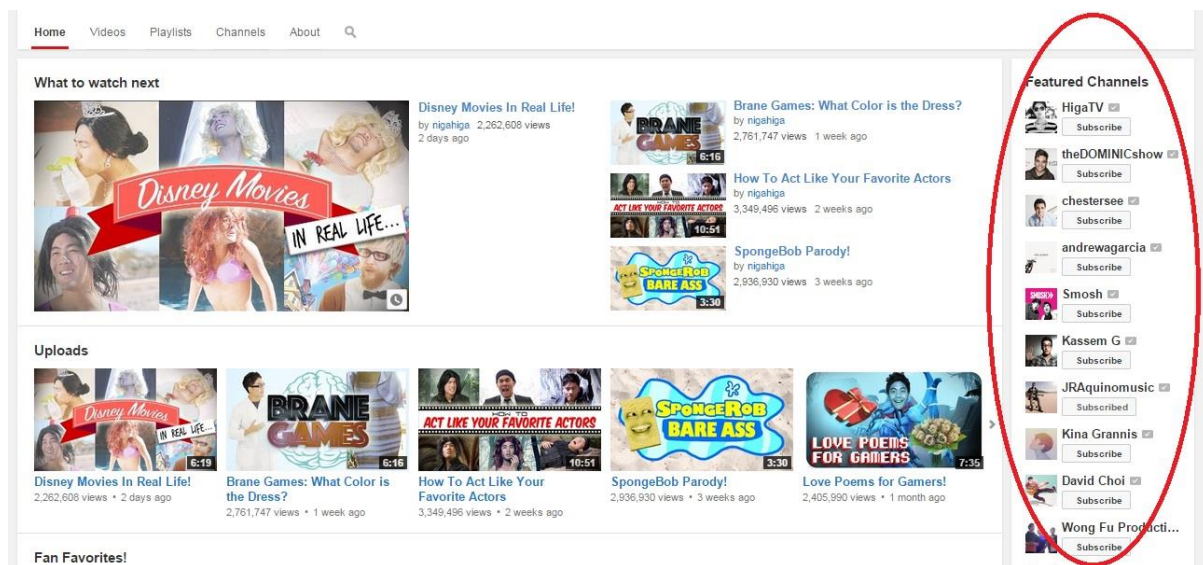 Home Videos Playlists Channels About
What to watch next
Disney Movies
IN REAL LIFE...
Disney Movies In Real Life!
by nigahiga 2,262,608 views
2 days ago
BRANE
GAMES
6:16
Brane Games: What Color is the Dress?
by nigahiga
2,761,747 views 1 week ago
HOW TO
ACT LIKE YOUR FAVORITE ACTORS
10:51
How To Act Like Your Favorite Actors
by nigahiga
3,349,496 views 2 weeks ago
SPONGEROB
BARE ASS
3:30
SpongeBob Parody!
by nigahiga
2,936,930 views 3 weeks ago
Uploads
Disney Movies
IN REAL LIFE...
6:19
Disney Movies In Real Life!
2,262,608 views • 2 days ago
BRANE
GAMES
6:16
Brane Games: What Color is
the Dress?
2,761,747 views • 1 week ago
HOW TO
ACT LIKE YOUR FAVORITE ACTORS
10:51
How To Act Like Your
Favorite Actors
3,349,496 views • 2 weeks ago
SPONGEROB
BARE ASS
3:30
SpongeBob Parody!
2,936,930 views • 3 weeks ago
LOVE POEMS
FOR GAMERS
7:35
Love Poems for Gamers!
2,405,990 views • 1 month ago
Fan Favorites!
Featured Channels
HigaTV
Subscribe
theDOMINICshow
Subscribe
chestersee
Subscribe
andrewagarcia
Subscribe
SMOSH
Smosh
Subscribe
Kassem G
Subscribe
JRAquinomusic
Subscribed
Kina Grannis
Subscribe
David Choi
Subscribe
Wong Fu Producti...
Subscribe